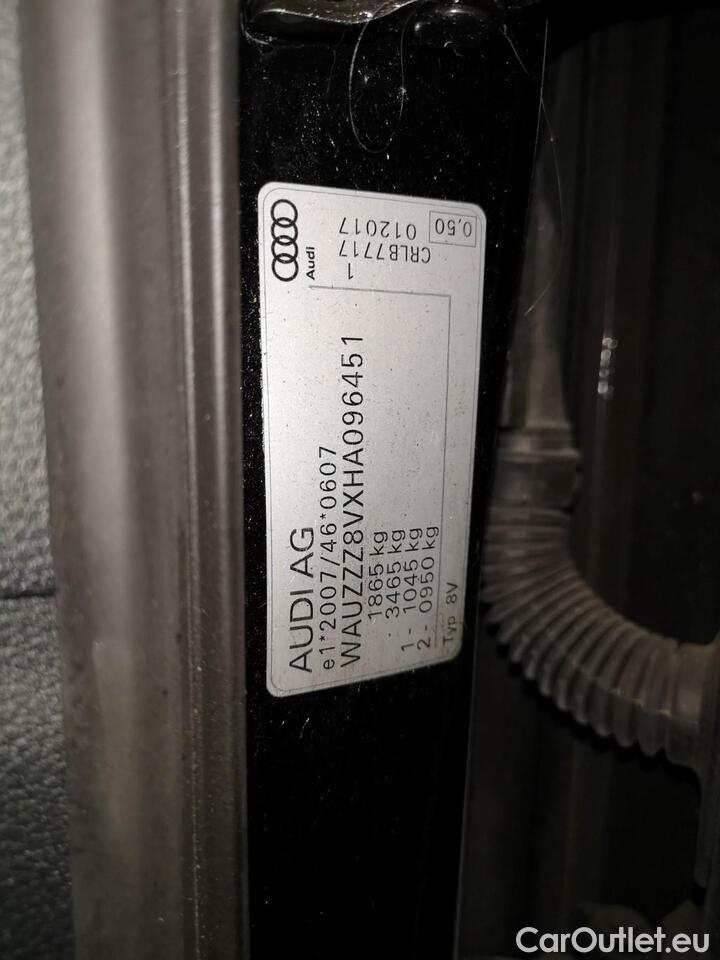 AUDI AG
e1*2007/46*0607
WAUZZZ8VXHA096451
1865 kg
3465 kg
1 - 1045 kg
2 - 0950 kg
Typ 8V
Audi
1
CRLB7717
012017
0,50
CarOutlet.eu